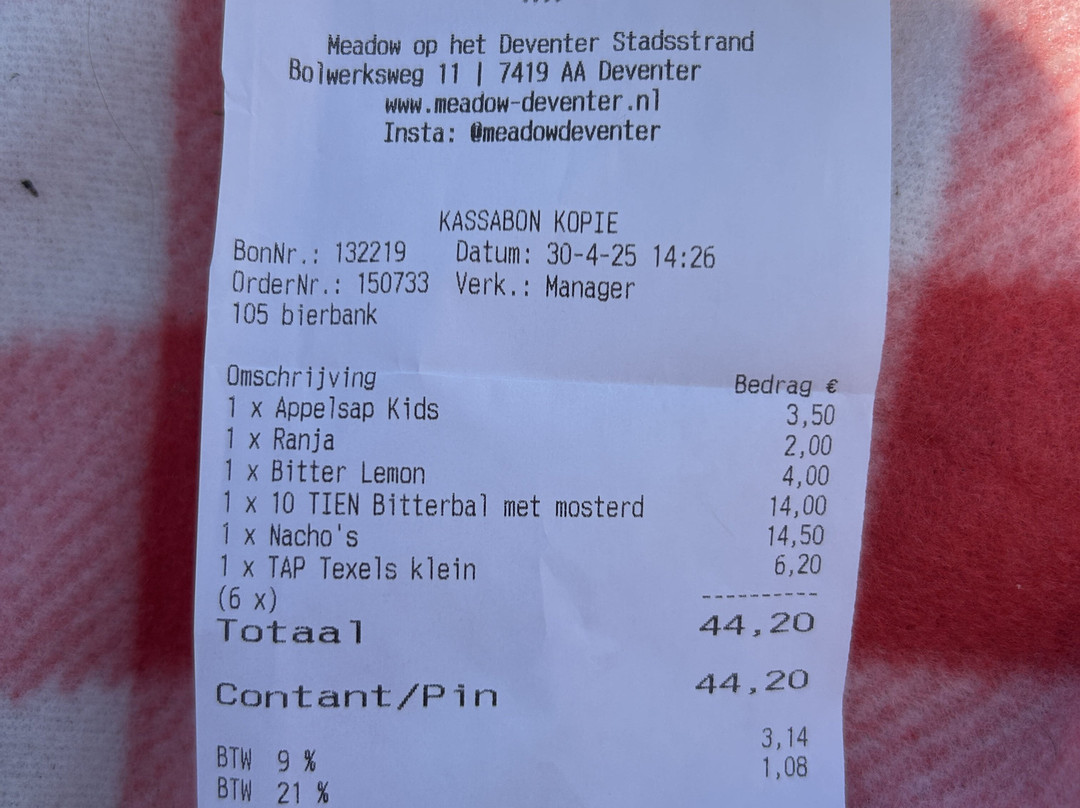 Meadow op het Deventer Stadsstrand
Bolwerksweg 11 | 7419 AA Deventer
www.meadow-deventer.nl
Insta: @meadowdeventer
KASSABON KOPIE
BonNr.: 132219 Datum: 30-4-25 14:26
OrderNr.: 150733 Verk.: Manager
105 bierbank
Omschrijving Bedrag €
1 x Appelsap Kids 3,50
1 x Ranja 2,00
1 x Bitter Lemon 4,00
1 x 10 TIEN Bitterbal met mosterd 14,00
1 x Nacho's 14,50
1 x TAP Texels klein 6,20
(6 x) ----------
Totaal 44,20
Contant/Pin 44,20
BTW 9 % 3,14
BTW 21 % 1,08